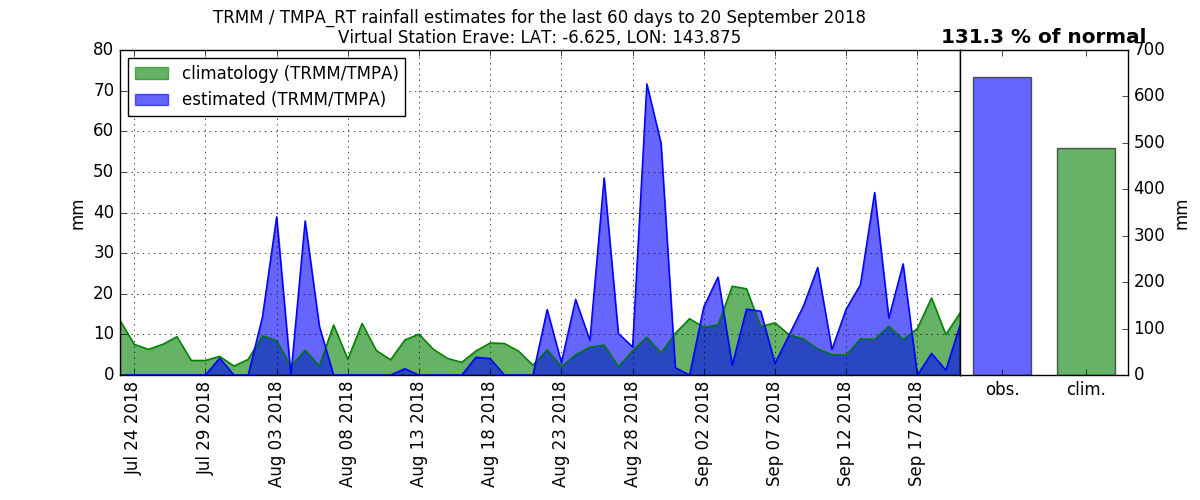 TRMM / TMPA_RT rainfall estimates for the last 60 days to 20 September 2018
Virtual Station Erave: LAT: -6.625, LON: 143.875
131.3 % of normal
climatology (TRMM/TMPA)
estimated (TRMM/TMPA)
mm
80
70
60
50
40
30
20
10
0
Jul 24 2018
Jul 29 2018
Aug 03 2018
Aug 08 2018
Aug 13 2018
Aug 18 2018
Aug 23 2018
Aug 28 2018
Sep 02 2018
Sep 07 2018
Sep 12 2018
Sep 17 2018
obs.
clim.
700
600
500
400
300
200
100
0
mm